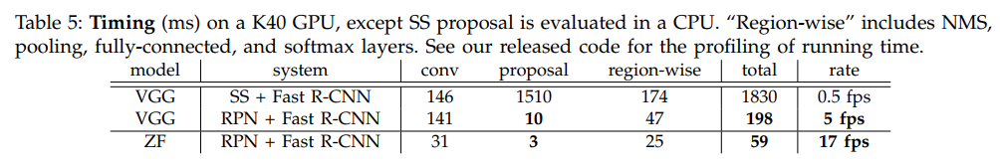 Table 5: Timing (ms) on a K40 GPU, except SS proposal is evaluated in a CPU. “Region-wise” includes NMS,
pooling, fully-connected, and softmax layers. See our released code for the profiling of running time.
model system conv proposal region-wise total rate
VGG SS + Fast R-CNN 146 1510 174 1830 0.5 fps
VGG RPN + Fast R-CNN 141 10 47 198 5 fps
ZF RPN + Fast R-CNN 31 3 25 59 17 fps